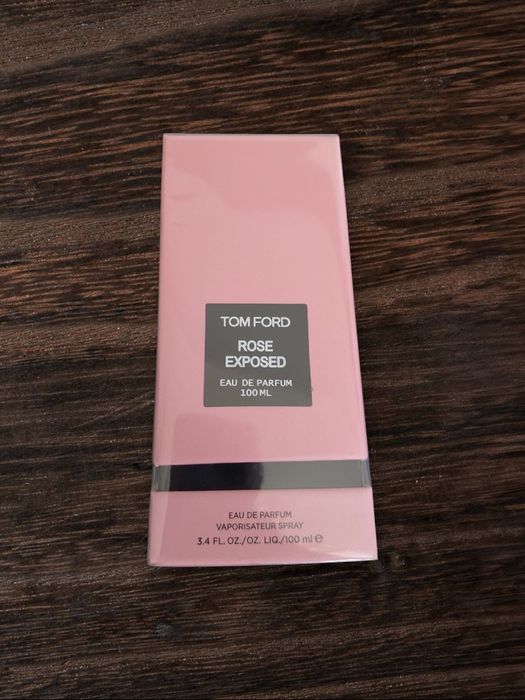 TOM FORD
ROSE
EXPOSED
EAU DE PARFUM
100 ML
EAU DE PARFUM
VAPORISATEUR SPRAY
3.4 FL. OZ./OZ. LIQ./100 ml ℮